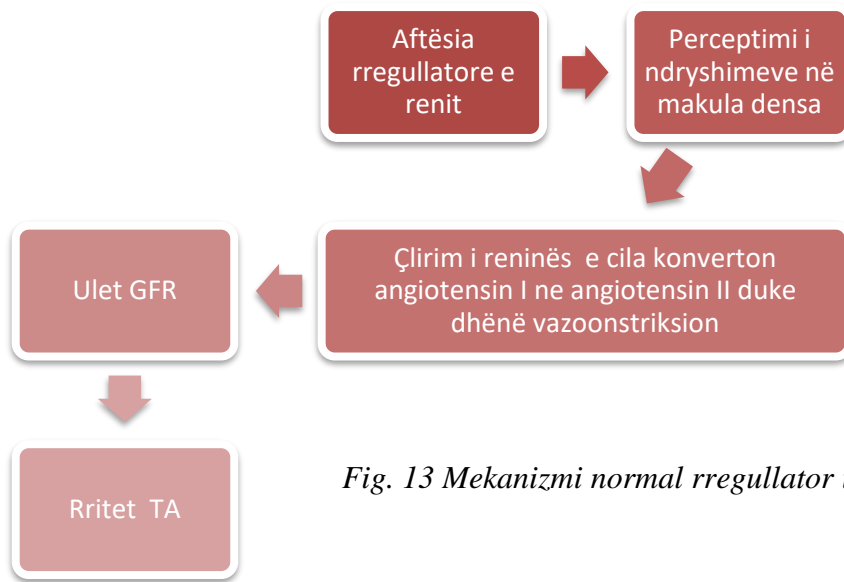 Aftësia
rregullatore e
renit
Perceptimi i
ndryshimeve në
makula densa
Çlirim i reninës e cila konverton
angiotensin I ne angiotensin II duke
dhënë vazoonstriksion
Ulet GFR
Rritet TA
Fig. 13 Mekanizmi normal rregullator